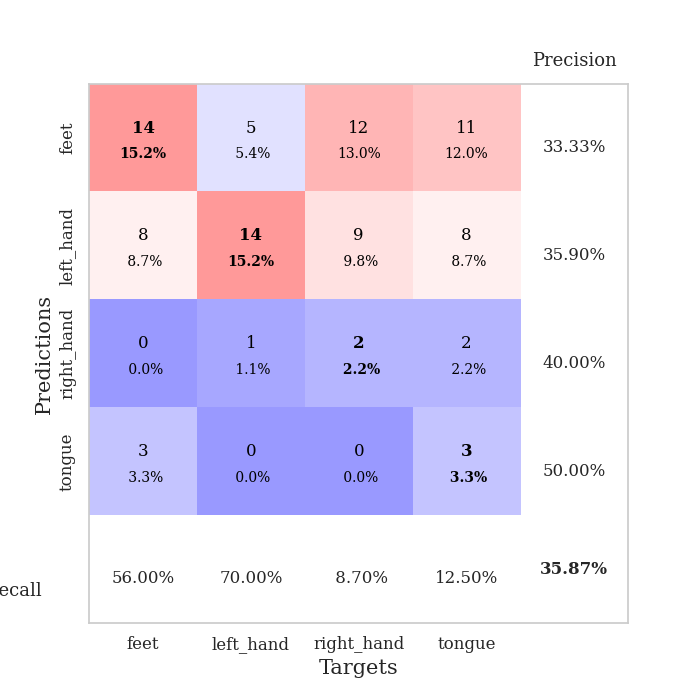 Precision
feet
14 5 12 11
15.2% 5.4% 13.0% 12.0%
33.33%
left_hand
8 14 9 8
8.7% 15.2% 9.8% 8.7%
35.90%
Predictions
right_hand
0 1 2 2
0.0% 1.1% 2.2% 2.2%
40.00%
tongue
3 0 0 3
3.3% 0.0% 0.0% 3.3%
50.00%
ecall
56.00% 70.00% 8.70% 12.50% 35.87%
feet left_hand right_hand tongue
Targets